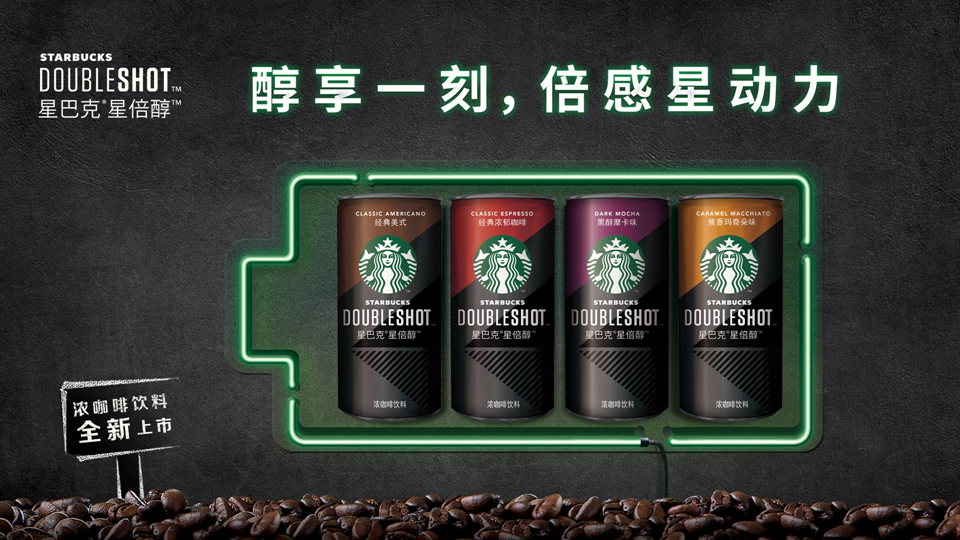 STARBUCKS
DOUBLESHOT™
星巴克®星倍醇™
醇享一刻，倍感星动力
CLASSIC AMERICANO
经典美式
STARBUCKS
DOUBLESHOT™
星巴克®星倍醇™
浓咖啡饮料
CLASSIC ESPRESSO
经典浓郁咖啡
STARBUCKS
DOUBLESHOT™
星巴克®星倍醇™
浓咖啡饮料
DARK MOCHA
黑醇摩卡味
STARBUCKS
DOUBLESHOT™
星巴克®星倍醇™
浓咖啡饮料
CARAMEL MACCHIATO
焦香玛奇朵味
STARBUCKS
DOUBLESHOT™
星巴克®星倍醇™
浓咖啡饮料
浓咖啡饮料
全新上市